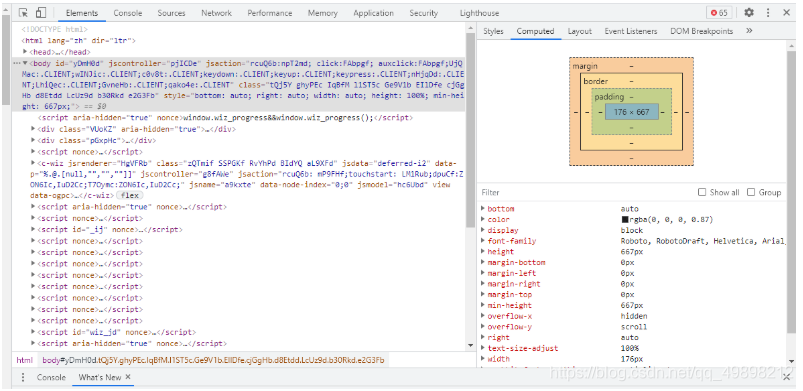 Elements Console Sources Network Performance Memory Application Security Lighthouse 65
<!DOCTYPE html>
<html lang="zh" dir="ltr">
<head>…</head>
<body id="yDmH0d" jscontroller="pjICDe" jsaction="rcuQ6b:npT2md; click:FAbpgf; auxclick:FAbpgf;UjQ
Mac:.CLIENT;wINJic:.CLIENT;c0v8t:.CLIENT;keydown:.CLIENT;keyup:.CLIENT;keypress:.CLIENT;nHjqDd:.CLI
ENT;LhiQec:.CLIENT;GvneHb:.CLIENT;qako4e:.CLIENT" class="tQj5Y ghyPEc IqBfM l1ST5c Ge9V1b EIlDfe cjGg
Hb d8Etdd LcUz9d b30Rkd e2G3Fb" style="bottom: auto; right: auto; width: auto; height: 100%; min-hei
ght: 667px;"> == $0
<script aria-hidden="true" nonce>window.wiz_progress&&window.wiz_progress();</script>
<div class="VUoKZ" aria-hidden="true">…</div>
<div class="pGxpHc">…</div>
<script nonce>…</script>
<c-wiz jsrenderer="HgVFRb" class="zQTmif SSPGKf RvYhPd BIdYQ aL9XFd" jsdata="deferred-i2" data-
p="%.@.[null,"","",""]]" jscontroller="g8fAWe" jsaction="rcuQ6b: mP9FHf;touchstart: LM1Rub;dpuCf:Z
ON6Ic,IuD2Cc;T7Oymc:ZON6Ic,IuD2Cc;" jsname="a9kxte" data-node-index="0;0" jsmodel="hc6Ubd" view
data-ogpc>…</c-wiz> flex
<script aria-hidden="true" nonce>…</script>
<script nonce>…</script>
<script id="_ij" nonce>…</script>
<script nonce>…</script>
<script nonce>…</script>
<script nonce>…</script>
<script nonce>…</script>
<script nonce>…</script>
<script nonce>…</script>
<script nonce>…</script>
<script id="wiz_jd" nonce>…</script>
<script aria-hidden="true" nonce>…</script>
html body#yDmH0d.tQj5Y.ghyPEc.IqBfM.l1ST5c.Ge9V1b.EIlDfe.cjGgHb.d8Etdd.LcUz9d.b30Rkd.e2G3Fb
Console What's New ×
Styles Computed Layout Event Listeners DOM Breakpoints »
margin –
border –
padding –
– – – 176 × 667 – – –
–
–
–
Filter Show all Group
bottom auto
color rgba(0, 0, 0, 0.87)
display block
font-family Roboto, RobotoDraft, Helvetica, Arial,
height 667px
margin-bottom 0px
margin-left 0px
margin-right 0px
margin-top 0px
min-height 667px
overflow-x hidden
overflow-y scroll
right auto
text-size-adjust 100%
width 176px
https://blog.csdn.net/qq_49898217